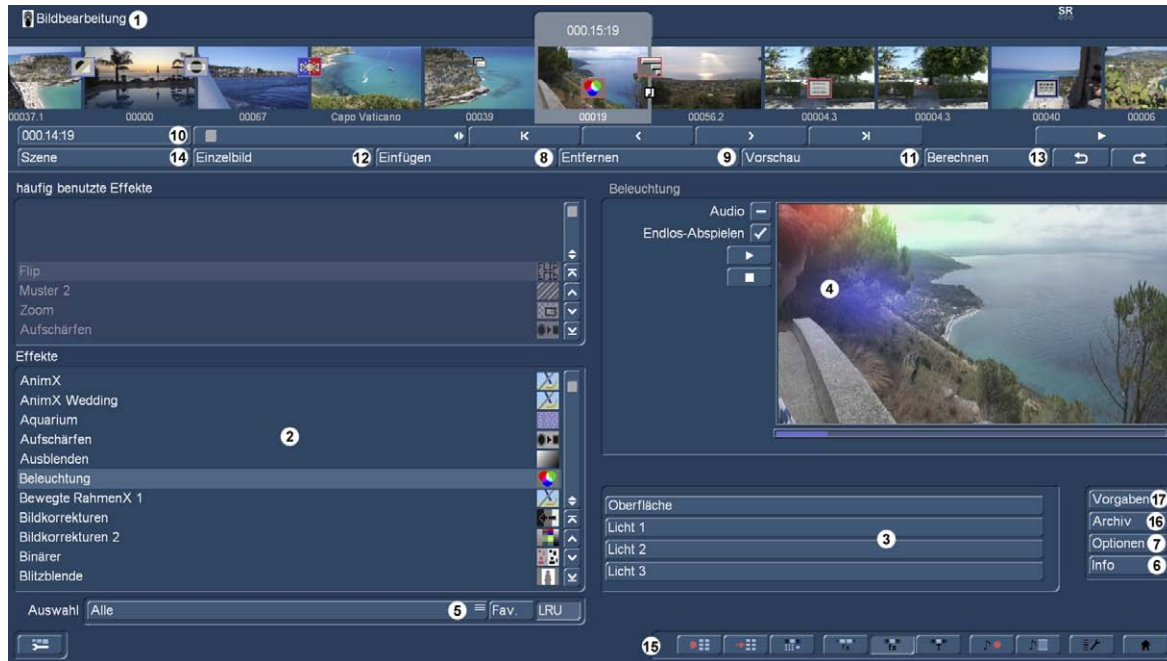 Bildbearbeitung 1
SR
000.15:19
00037.1 00000 00067 Capo Vaticano 00039 00019 00056.2 00004.3 00004.3 00040 00006
000.14:19 10
Szene 14 Einzelbild 12 Einfügen 8 Entfernen 9 Vorschau 11 Berechnen 13
häufig benutzte Effekte
Flip
Muster 2
Zoom
Aufschärfen
Effekte
AnimX
AnimX Wedding
Aquarium
Aufschärfen
2
Ausblenden
Beleuchtung
Bewegte RahmenX 1
Bildkorrekturen
Bildkorrekturen 2
Binärer
Blitzblende
Auswahl Alle 5 Fav. LRU
Beleuchtung
Audio
Endlos-Abspielen
4
Oberfläche
Licht 1
3
Licht 2
Licht 3
Vorgaben 17
Archiv 16
Optionen 7
Info 6
15